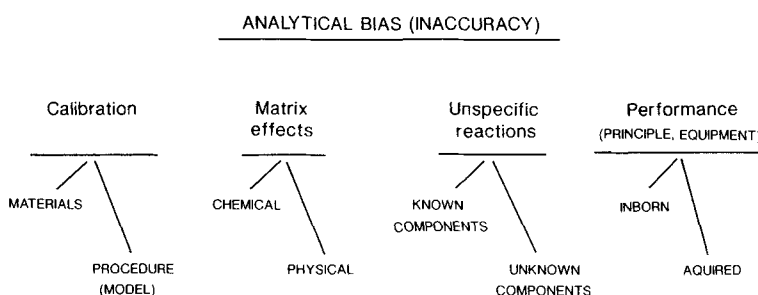 ANALYTICAL BIAS (INACCURACY)
Calibration
MATERIALS
PROCEDURE
(MODEL)
Matrix
effects
CHEMICAL
PHYSICAL
Unspecific
reactions
KNOWN
COMPONENTS
UNKNOWN
COMPONENTS
Performance
(PRINCIPLE, EQUIPMENT)
INBORN
AQUIRED